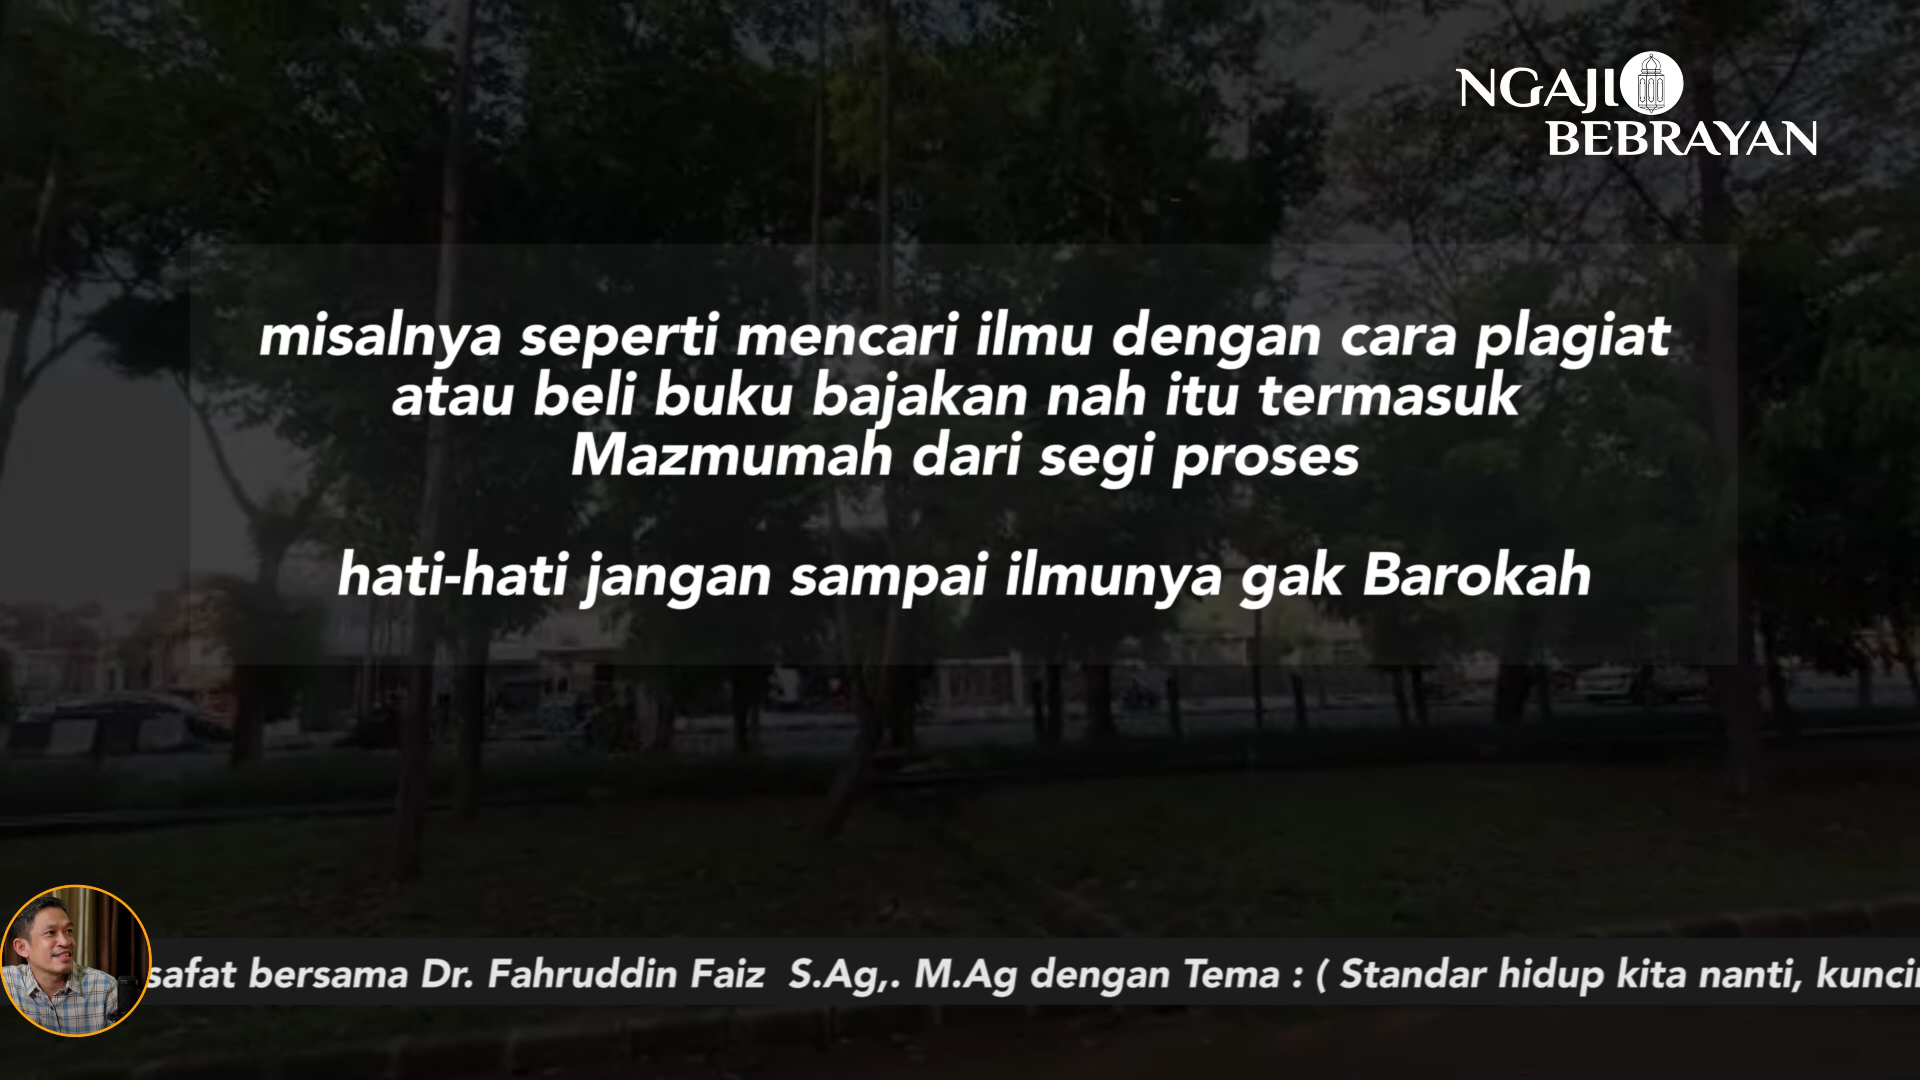 NGAJI
BEBRAYAN
misalnya seperti mencari ilmu dengan cara plagiat
atau beli buku bajakan nah itu termasuk
Mazmumah dari segi proses
hati-hati jangan sampai ilmunya gak Barokah
safat bersama Dr. Fahruddin Faiz S.Ag,. M.Ag dengan Tema : ( Standar hidup kita nanti,